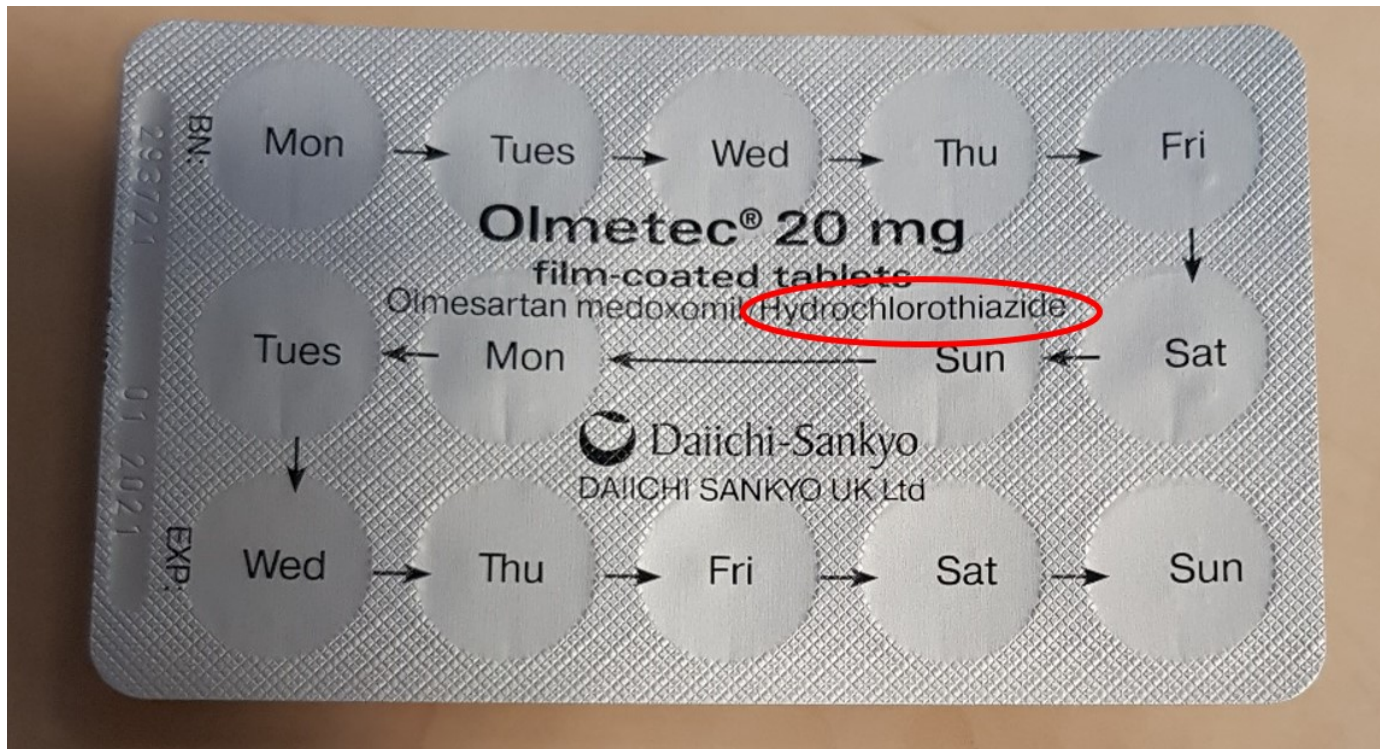 BN:
293721
Mon
Tues
Wed
Thu
Fri
Olmetec® 20 mg
film-coated tablets
Olmesartan medoxomil/Hydrochlorothiazide
Tues
Mon
Sun
Sat
Daiichi-Sankyo
DAIICHI SANKYO UK Ltd
EXP:
01 2021
Wed
Thu
Fri
Sat
Sun